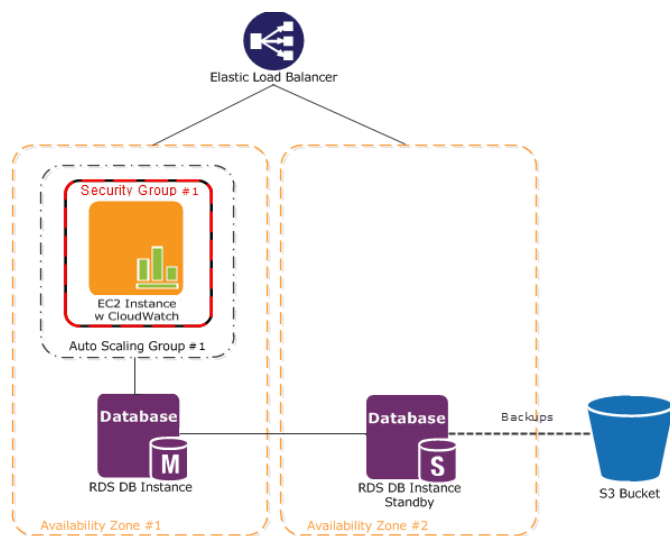 Elastic Load Balancer
Security Group #1
EC2 Instance
w CloudWatch
Auto Scaling Group #1
Database
M
RDS DB Instance
Database
S
RDS DB Instance
Standby
Backups
S3 Bucket
Availability Zone #1
Availability Zone #2